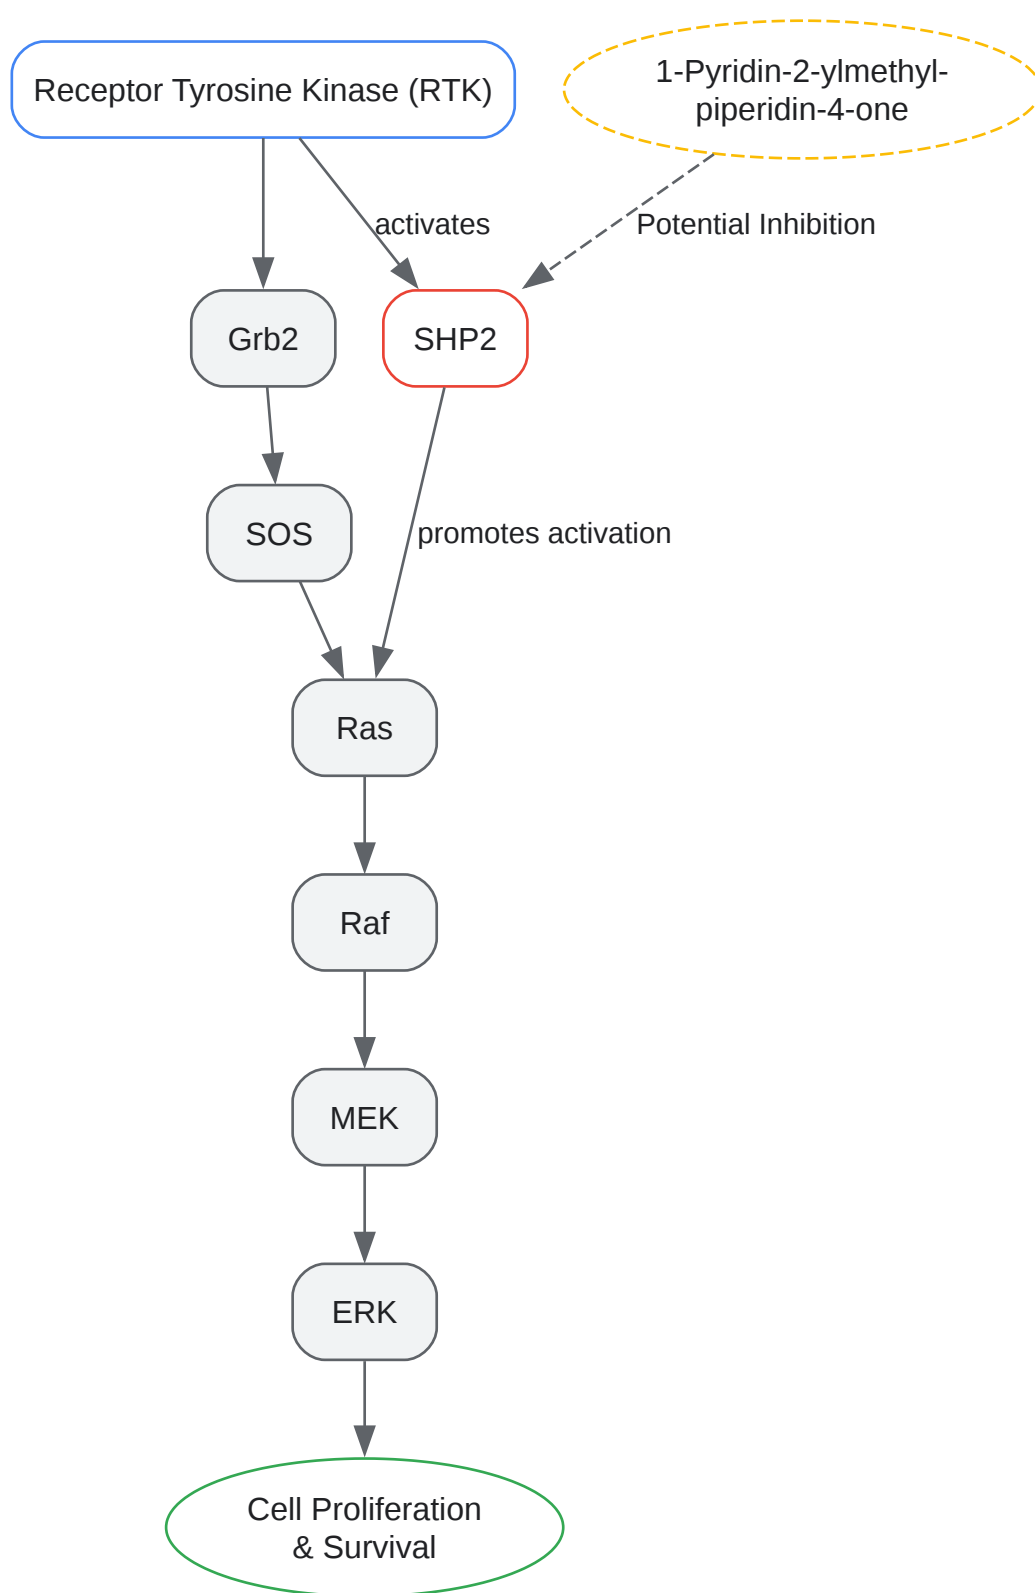 Receptor Tyrosine Kinase (RTK)
1-Pyridin-2-ylmethyl-
piperidin-4-one
activates
Potential Inhibition
Grb2
SHP2
SOS
promotes activation
Ras
Raf
MEK
ERK
Cell Proliferation
& Survival